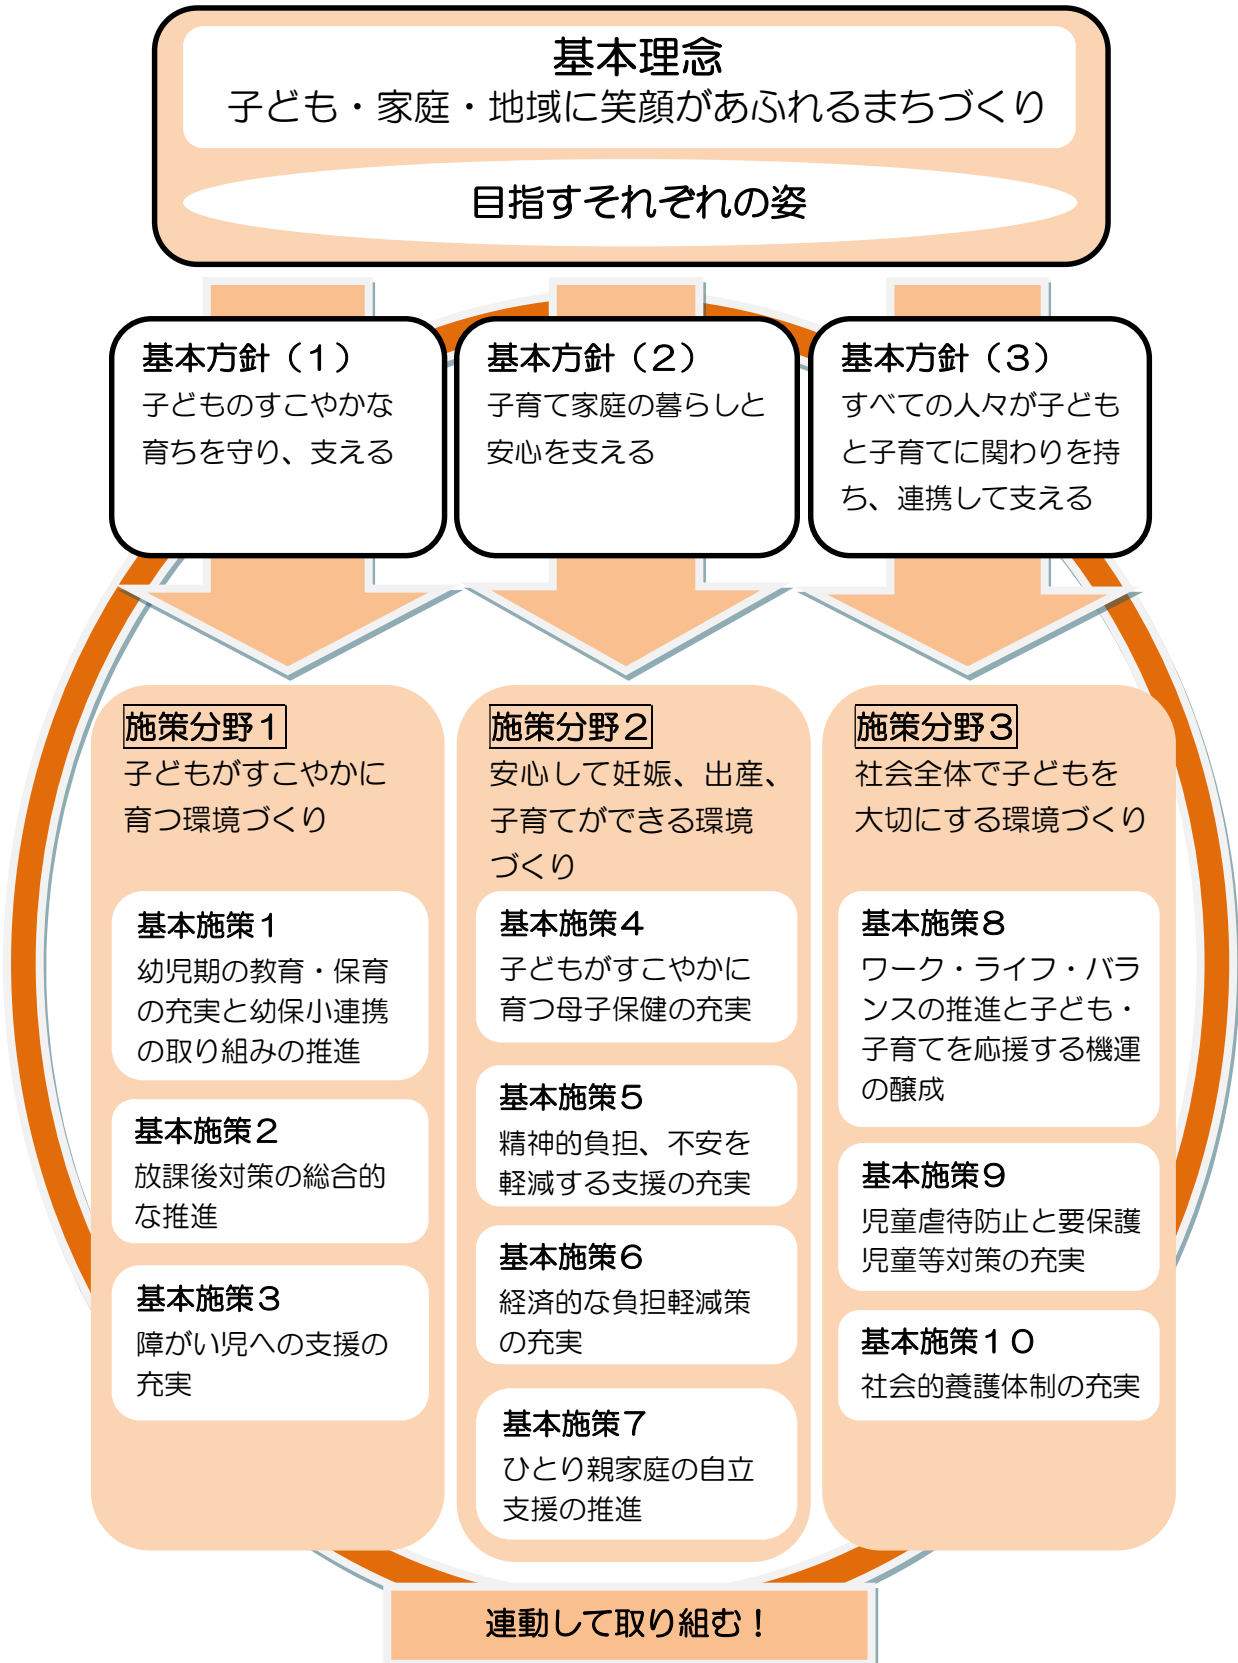 基本理念
子ども・家庭・地域に笑顔があふれるまちづくり
目指すそれぞれの姿
基本方針（１）
子どものすこやかな
育ちを守り、支える
基本方針（２）
子育て家庭の暮らしと
安心を支える
基本方針（３）
すべての人々が子ども
と子育てに関わりを持
ち、連携して支える
施策分野１
子どもがすこやかに
育つ環境づくり
基本施策１
幼児期の教育・保育
の充実と幼保小連携
の取り組みの推進
基本施策２
放課後対策の総合的
な推進
基本施策３
障がい児への支援の
充実
施策分野２
安心して妊娠、出産、
子育てができる環境
づくり
基本施策４
子どもがすこやかに
育つ母子保健の充実
基本施策５
精神的負担、不安を
軽減する支援の充実
基本施策６
経済的な負担軽減策
の充実
基本施策７
ひとり親家庭の自立
支援の推進
施策分野３
社会全体で子どもを
大切にする環境づくり
基本施策８
ワーク・ライフ・バラ
ンスの推進と子ども・
子育てを応援する機運
の醸成
基本施策９
児童虐待防止と要保護
児童等対策の充実
基本施策１０
社会的養護体制の充実
連動して取り組む！